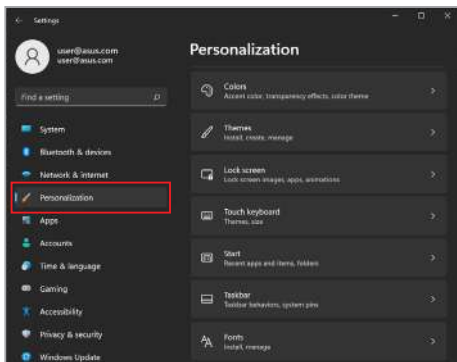 Settings
user@asus.com
user@asus.com
Find a setting
System
Bluetooth & devices
Network & internet
Personalization
Apps
Accounts
Time & language
Gaming
Accessibility
Privacy & security
Windows Update
Personalization
Colors
Accent color, transparency effects, color theme
Themes
Install, create, manage
Lock screen
Lock screen images, apps, animations
Touch keyboard
Themes, size
Start
Recent apps and items, folders
Taskbar
Taskbar behaviors, system pins
Fonts
Install, manage